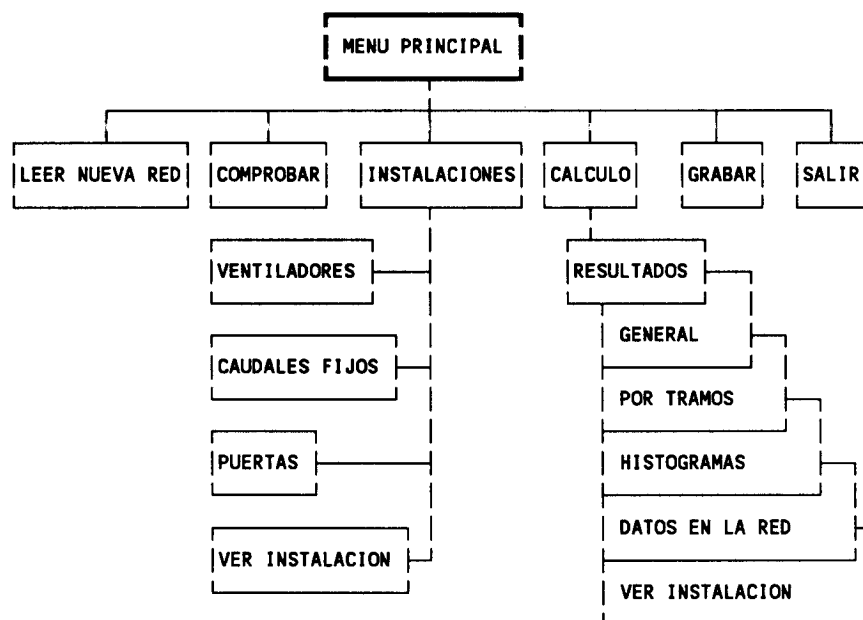 MENU PRINCIPAL
LEER NUEVA RED
COMPROBAR
INSTALACIONES
CALCULO
GRABAR
SALIR
VENTILADORES
CAUDALES FIJOS
PUERTAS
VER INSTALACION
RESULTADOS
GENERAL
POR TRAMOS
HISTOGRAMAS
DATOS EN LA RED
VER INSTALACION